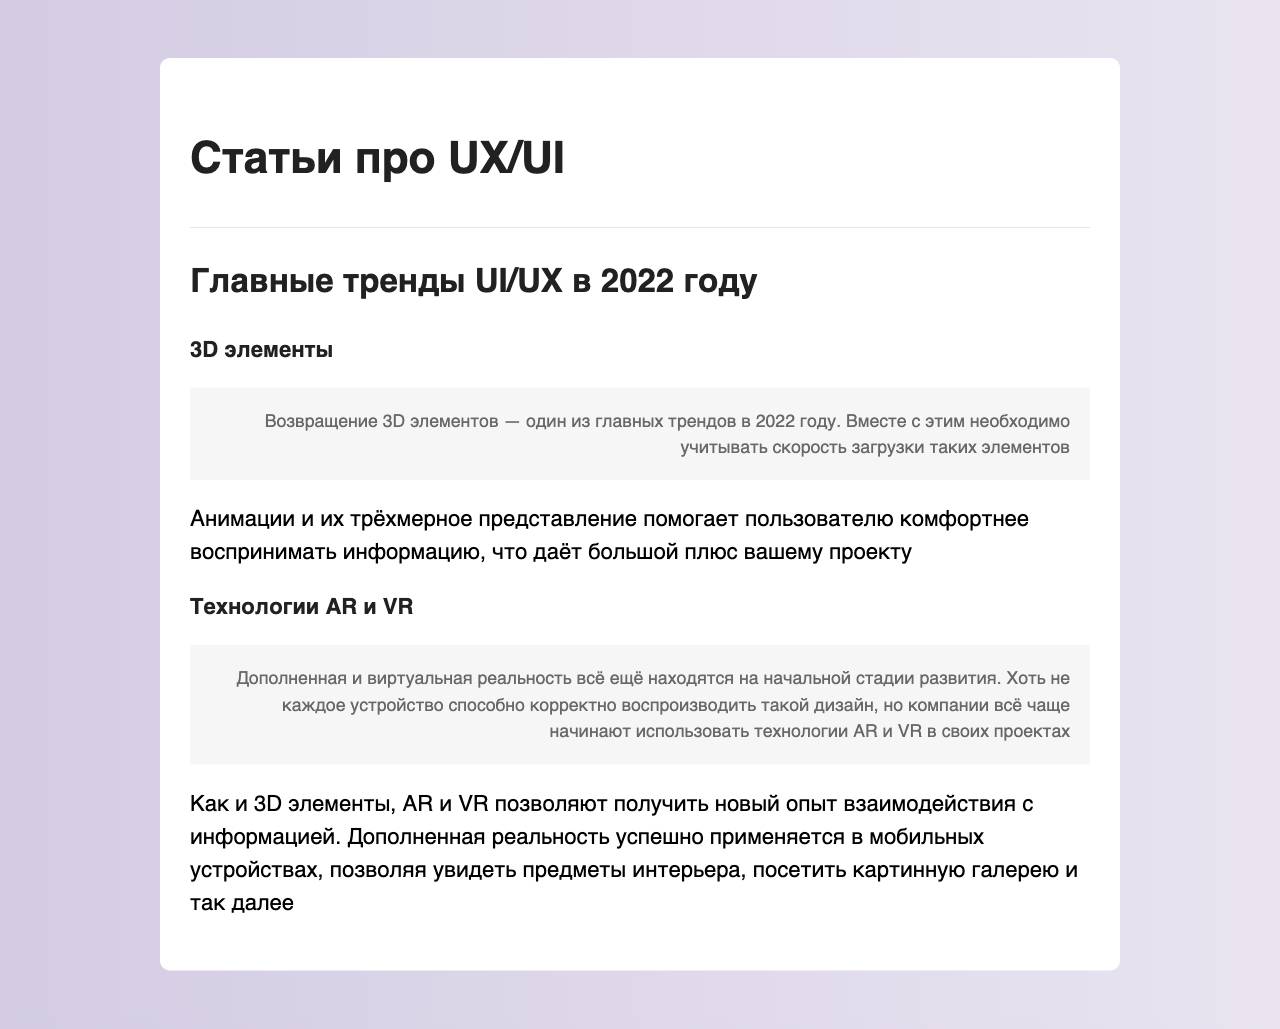 Статьи про UX/UI
Главные тренды UI/UX в 2022 году
3D элементы
Возвращение 3D элементов — один из главных трендов в 2022 году. Вместе с этим необходимо
учитывать скорость загрузки таких элементов
Анимации и их трёхмерное представление помогает пользователю комфортнее
воспринимать информацию, что даёт большой плюс вашему проекту
Технологии AR и VR
Дополненная и виртуальная реальность всё ещё находятся на начальной стадии развития. Хоть не
каждое устройство способно корректно воспроизводить такой дизайн, но компании всё чаще
начинают использовать технологии AR и VR в своих проектах
Как и 3D элементы, AR и VR позволяют получить новый опыт взаимодействия с
информацией. Дополненная реальность успешно применяется в мобильных
устройствах, позволяя увидеть предметы интерьера, посетить картинную галерею и
так далее